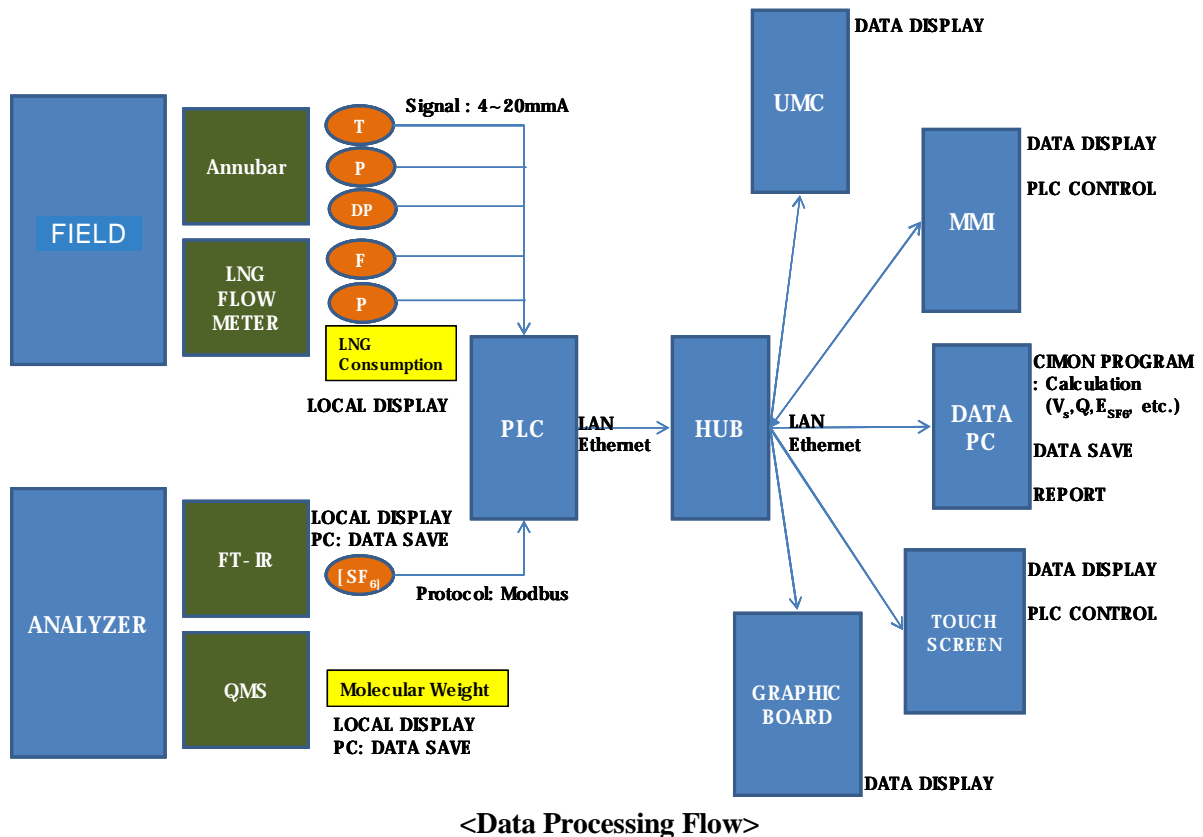 FIELD
Annubar
LNG
FLOW
METER
T
P
DP
F
P
Signal : 4~20mmA
LNG
Consumption
LOCAL DISPLAY
ANALYZER
FT- IR
QMS
LOCAL DISPLAY
PC: DATA SAVE
[SF6]
Protocol: Modbus
Molecular Weight
LOCAL DISPLAY
PC: DATA SAVE
PLC
LAN
Ethernet
HUB
LAN
Ethernet
UMC
DATA DISPLAY
MMI
DATA DISPLAY
PLC CONTROL
DATA
PC
CIMON PROGRAM
: Calculation
(Vs,Q,ESF6, etc.)
DATA SAVE
REPORT
TOUCH
SCREEN
DATA DISPLAY
PLC CONTROL
GRAPHIC
BOARD
DATA DISPLAY
<Data Processing Flow>